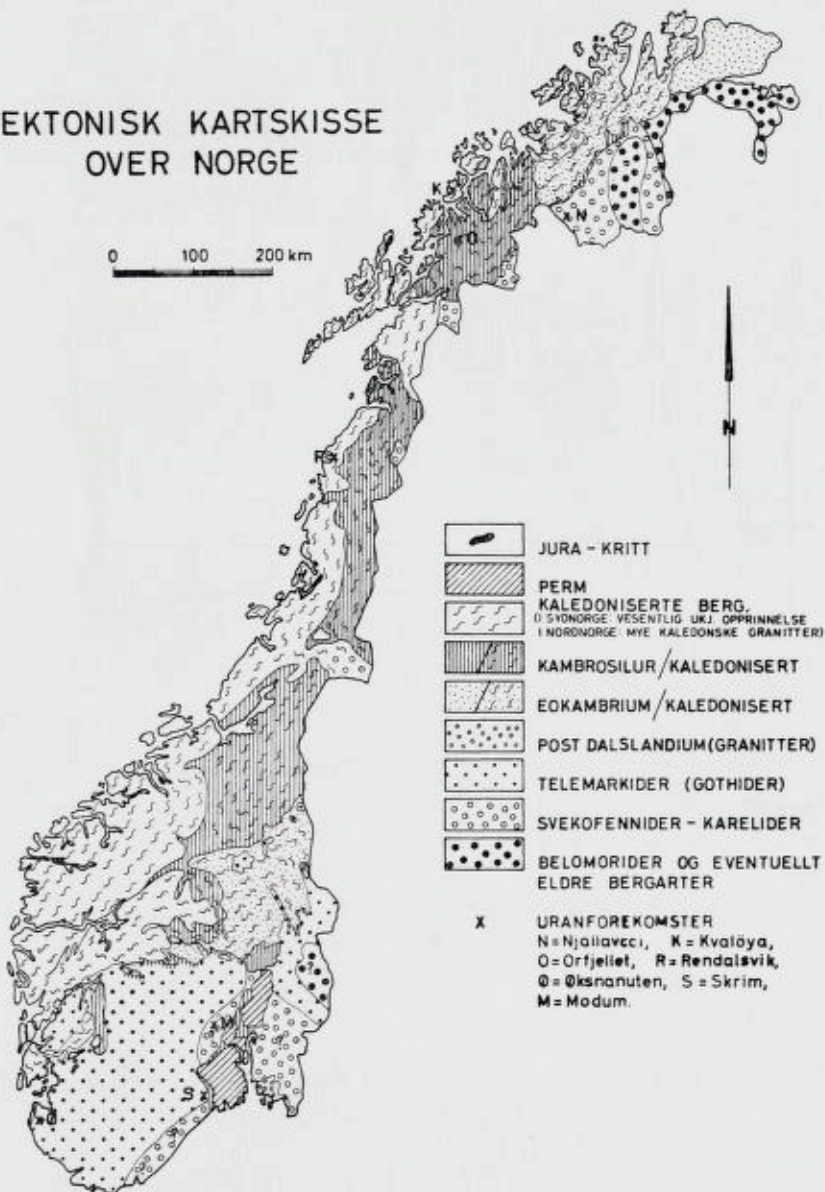 EKTONISK KARTSKISSE
OVER NORGE
0 100 200 km
K
N
O
N
R
JURA - KRITT
PERM
KALEDONISERTE BERG.
(I SYDNORGE: VESENTLIG UKJ. OPPRINNELSE
I NORDNORGE: MYE KALEDONSKE GRANITTER)
KAMBROSILUR/KALEDONISERT
EOKAMBRIUM/KALEDONISERT
POST DALSLANDIUM (GRANITTER)
TELEMARKIDER (GOTHIDER)
SVEKOFENNIDER - KARELIDER
BELOMORIDER OG EVENTUELT
ELDRE BERGARTER
X URANFOREKOMSTER
N = Njallavcci, K = Kvalöya,
O = Orfjellet, R = Rendalsvik,
Ø = Øksnanuten, S = Skrim,
M = Modum.
M
S
Ø